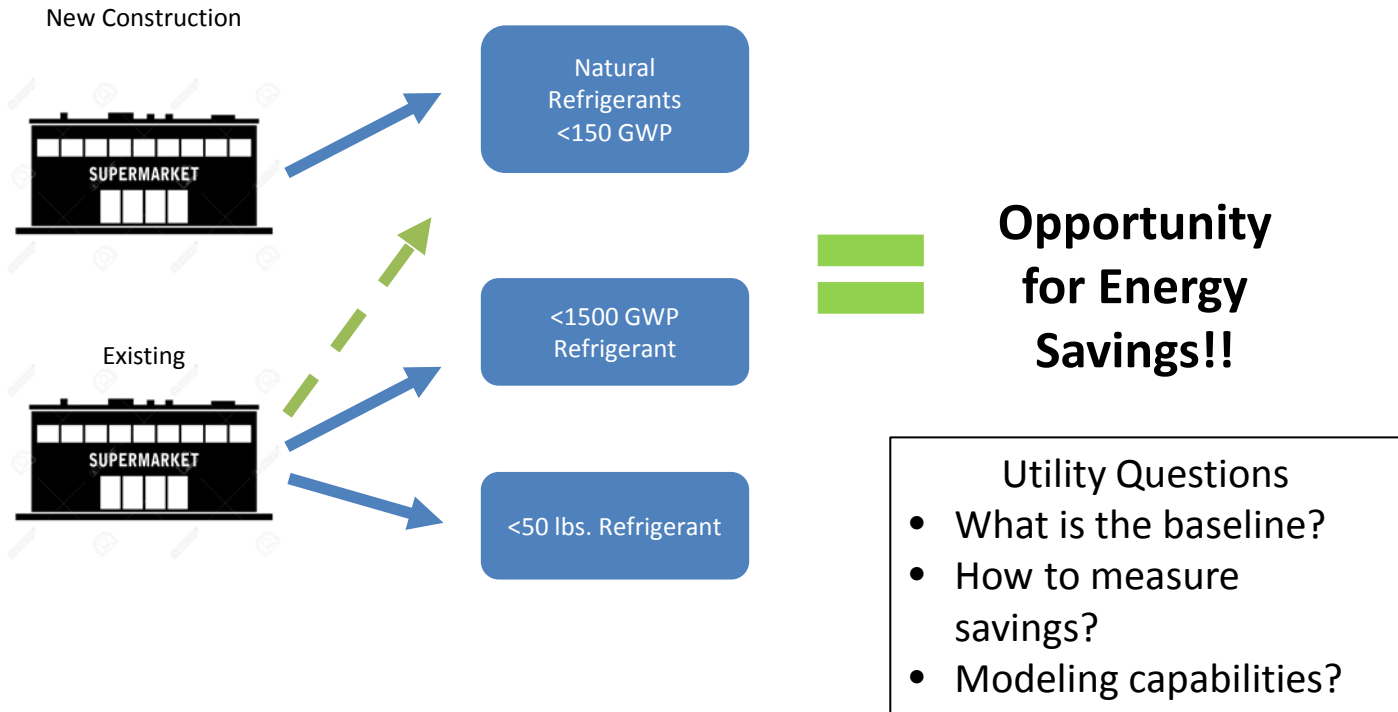 New Construction
SUPERMARKET
Natural
Refrigerants
<150 GWP
Existing
SUPERMARKET
<1500 GWP
Refrigerant
<50 lbs. Refrigerant
Opportunity
for Energy
Savings!!
Utility Questions
• What is the baseline?
• How to measure
savings?
• Modeling capabilities?